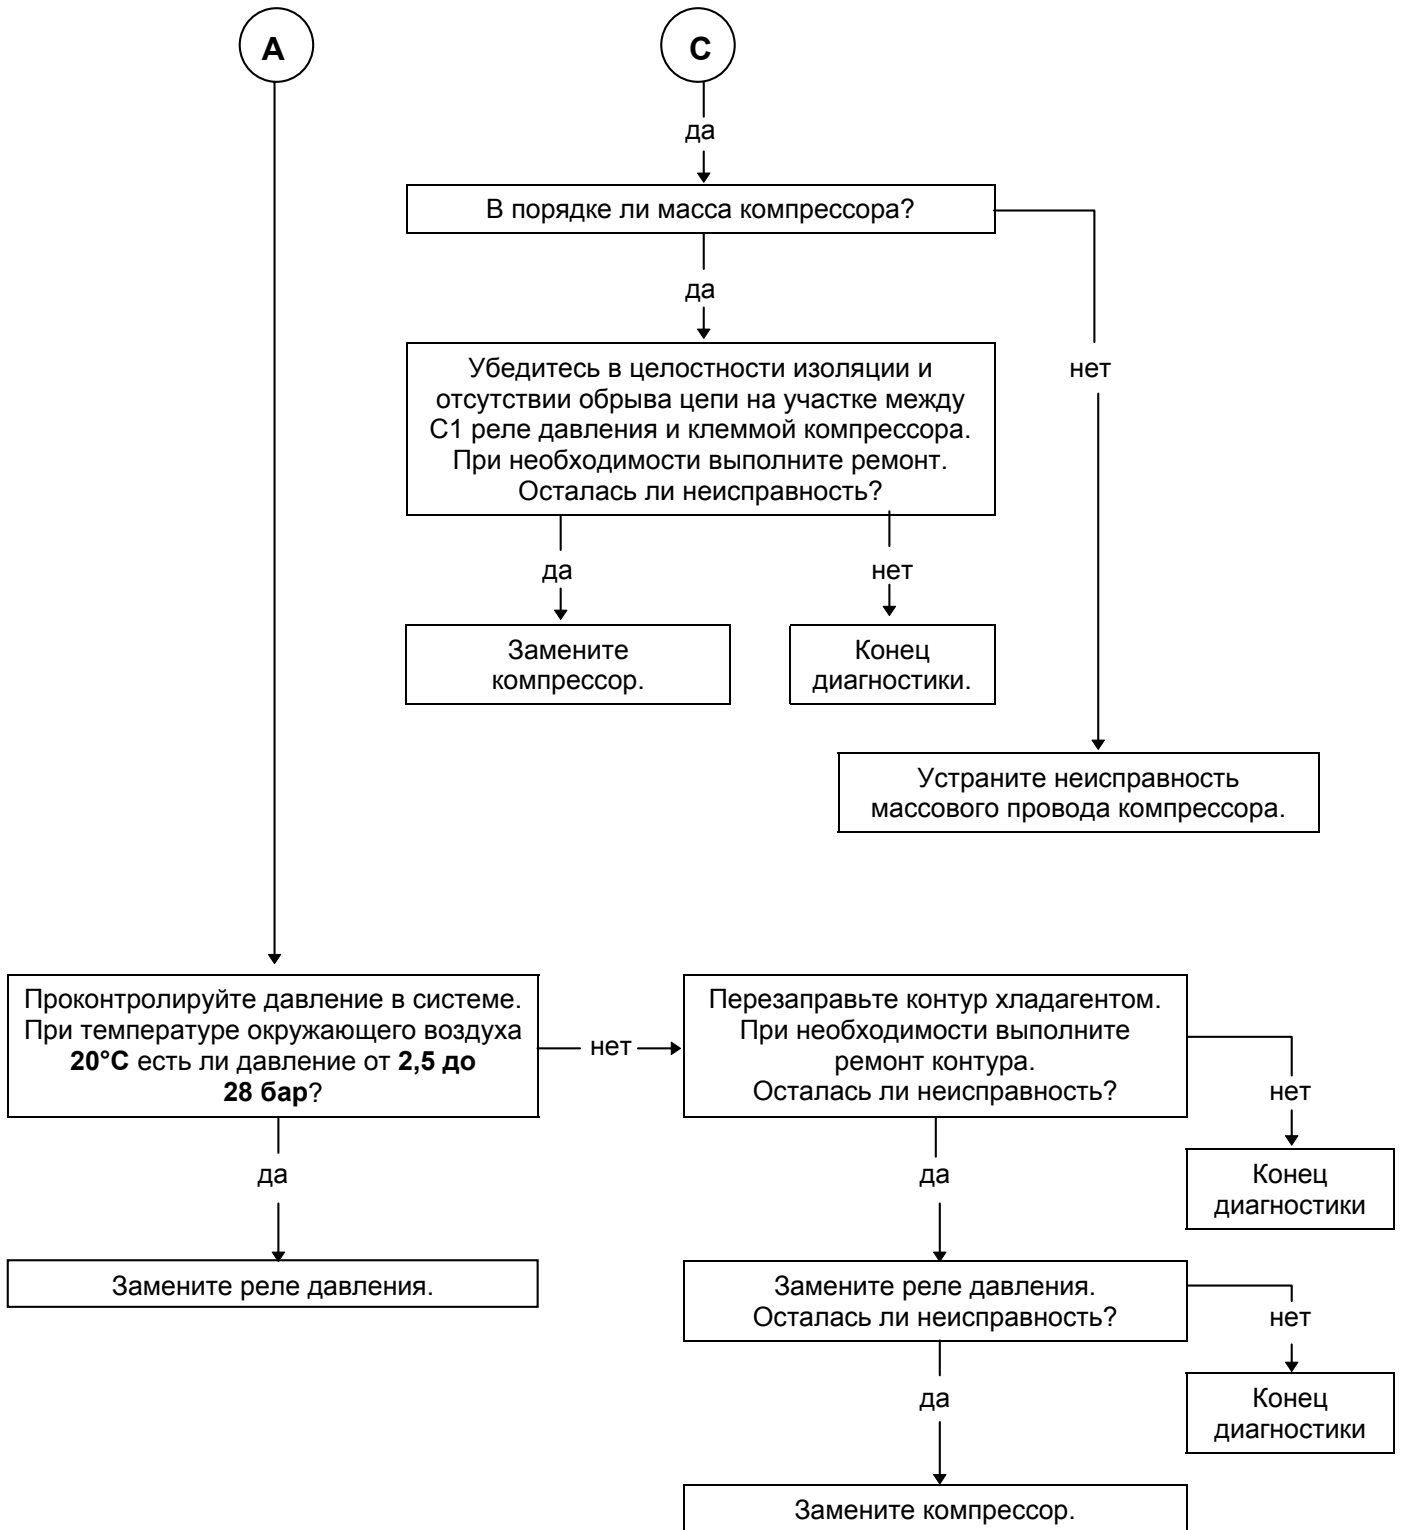 A
C
да
В порядке ли масса компрессора?
да
нет
Убедитесь в целостности изоляции и
отсутствии обрыва цепи на участке между
С1 реле давления и клеммой компрессора.
При необходимости выполните ремонт.
Осталась ли неисправность?
да
нет
Замените
компрессор.
Конец
диагностики.
Устраните неисправность
массового провода компрессора.
Проконтролируйте давление в системе.
При температуре окружающего воздуха
20°С есть ли давление от 2,5 до
28 бар?
нет
Перезаправьте контур хладагентом.
При необходимости выполните
ремонт контура.
Осталась ли неисправность?
нет
да
да
Конец
диагностики
Замените реле давления.
Замените реле давления.
Осталась ли неисправность?
нет
да
Конец
диагностики
Замените компрессор.